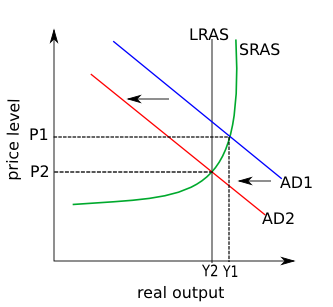 LRAS
SRAS
P1
P2
price level
AD1
AD2
Y2
Y1
real output